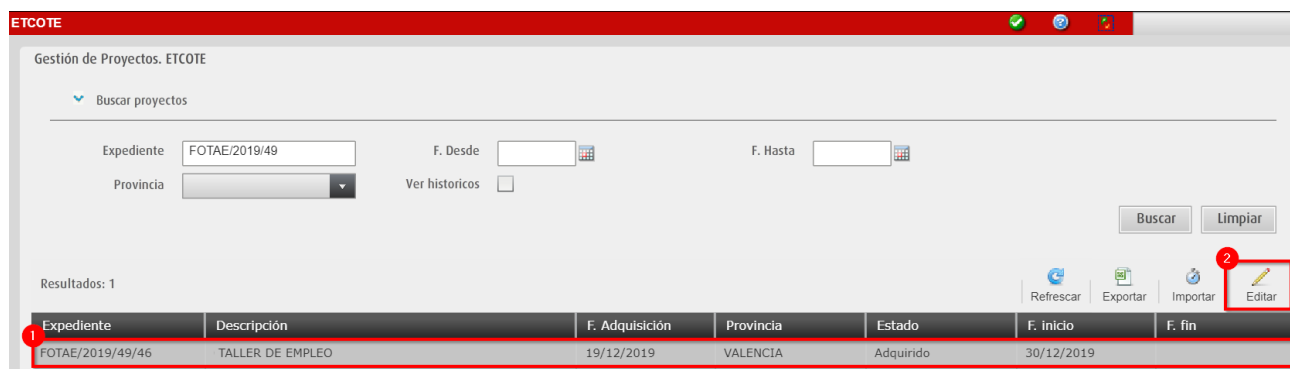 ETCOTE
Gestión de Proyectos. ETCOTE
Buscar proyectos
Expediente FOTAE/2019/49 F. Desde F. Hasta
Provincia Ver historicos
Buscar Limpiar
2
Resultados: 1 Refrescar Exportar Importar Editar
1
Expediente Descripción F. Adquisición Provincia Estado F. inicio F. fin
FOTAE/2019/49/46 TALLER DE EMPLEO 19/12/2019 VALENCIA Adquirido 30/12/2019